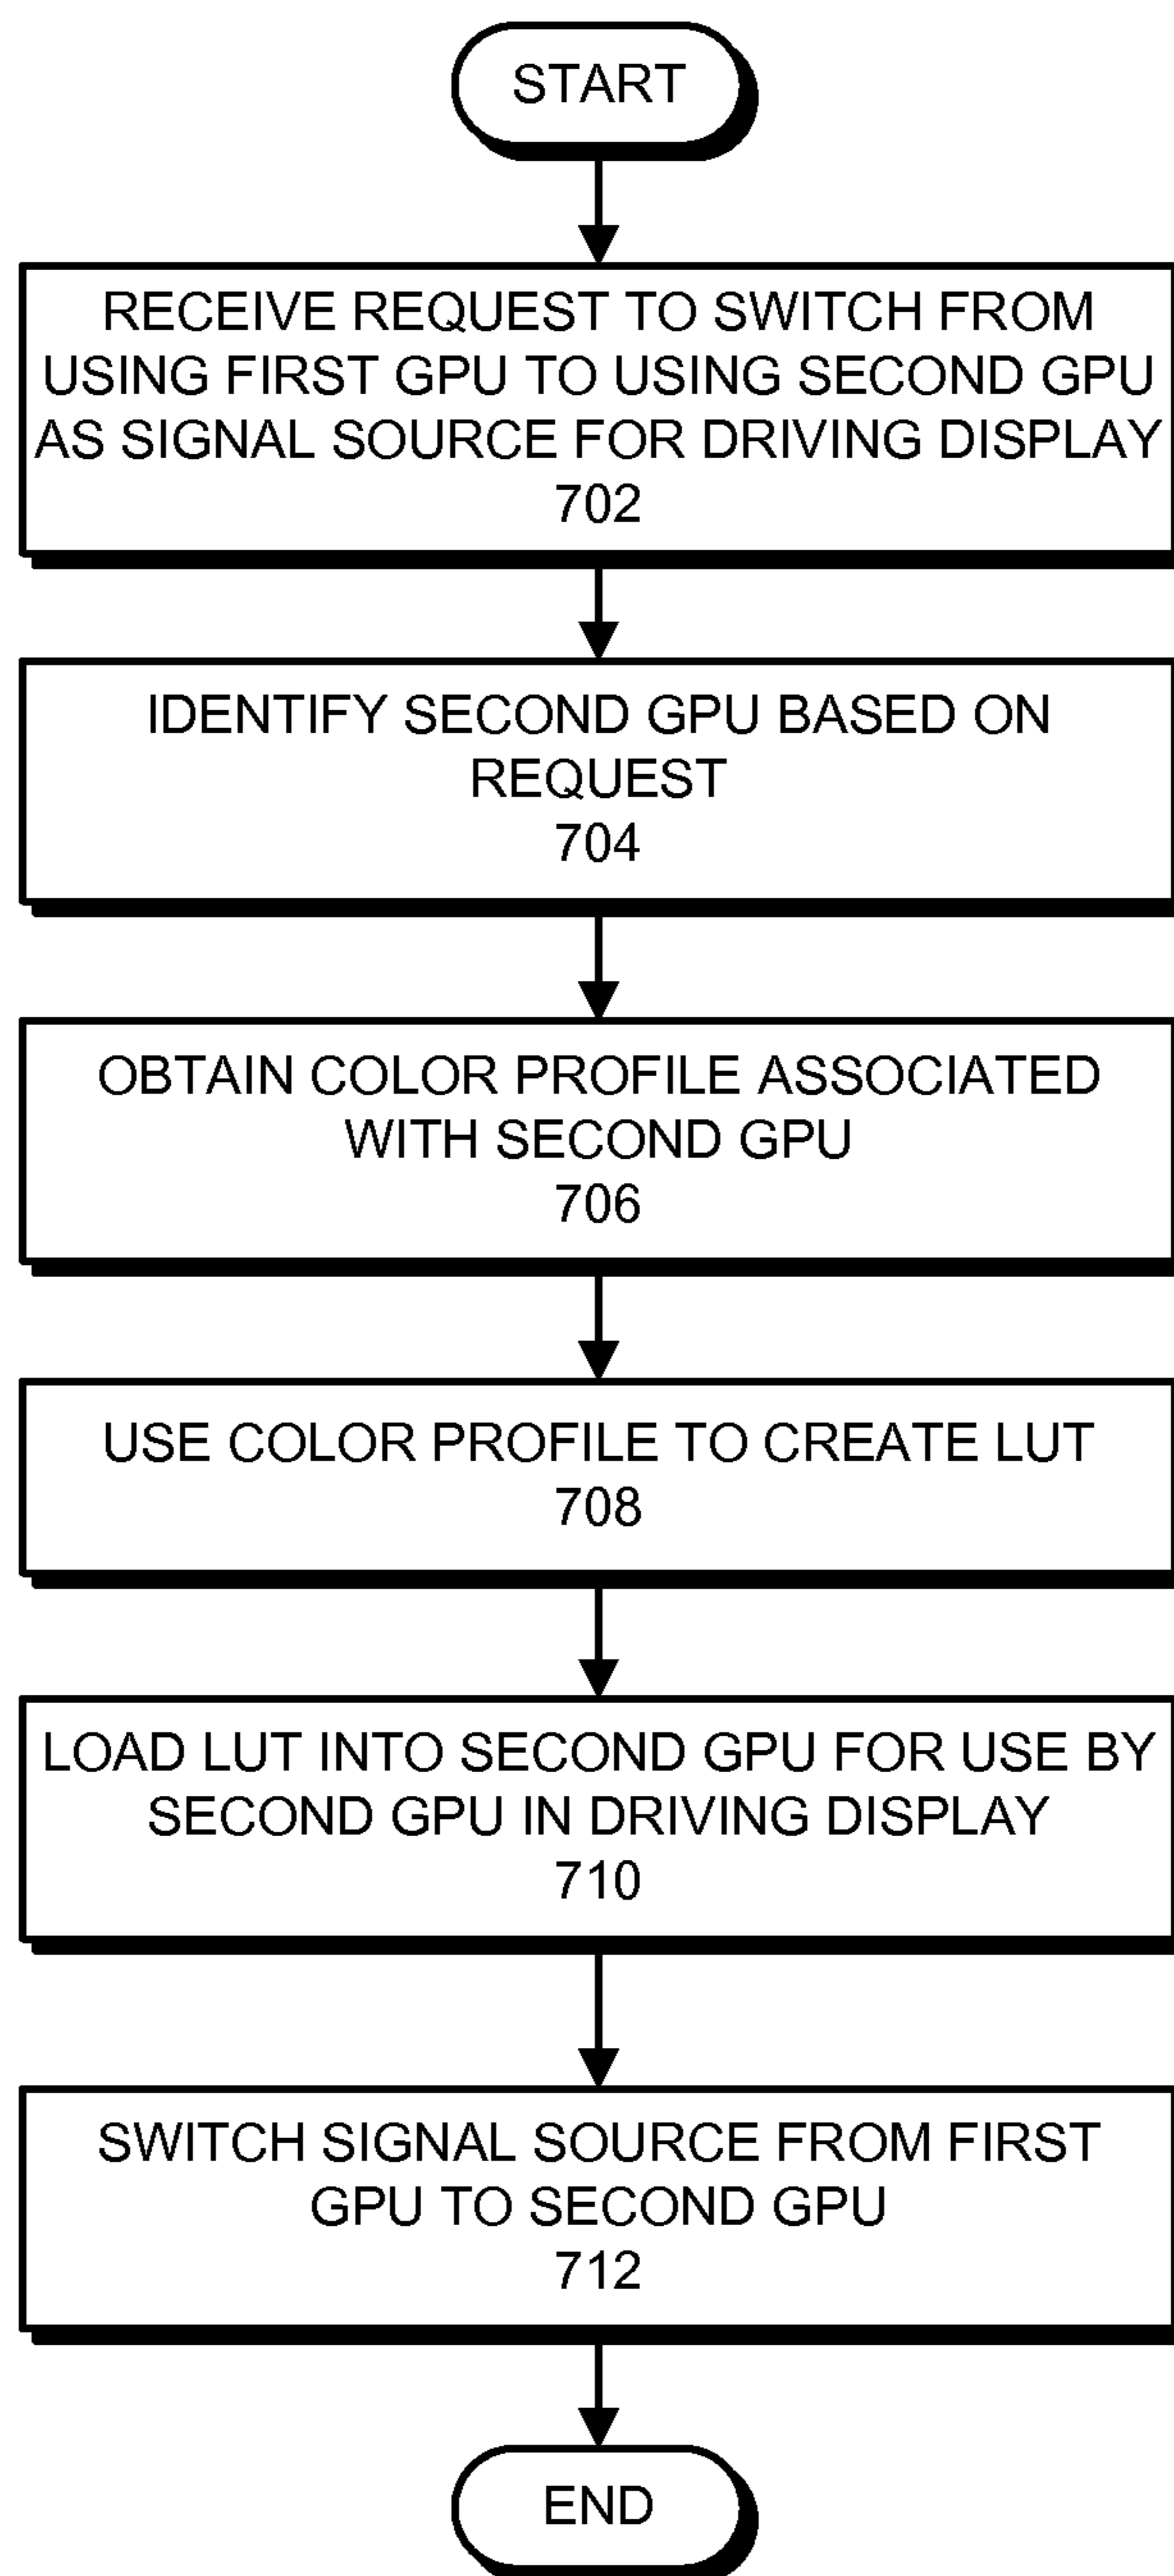 START
RECEIVE REQUEST TO SWITCH FROM
USING FIRST GPU TO USING SECOND GPU
AS SIGNAL SOURCE FOR DRIVING DISPLAY
702
IDENTIFY SECOND GPU BASED ON
REQUEST
704
OBTAIN COLOR PROFILE ASSOCIATED
WITH SECOND GPU
706
USE COLOR PROFILE TO CREATE LUT
708
LOAD LUT INTO SECOND GPU FOR USE BY
SECOND GPU IN DRIVING DISPLAY
710
SWITCH SIGNAL SOURCE FROM FIRST
GPU TO SECOND GPU
712
END